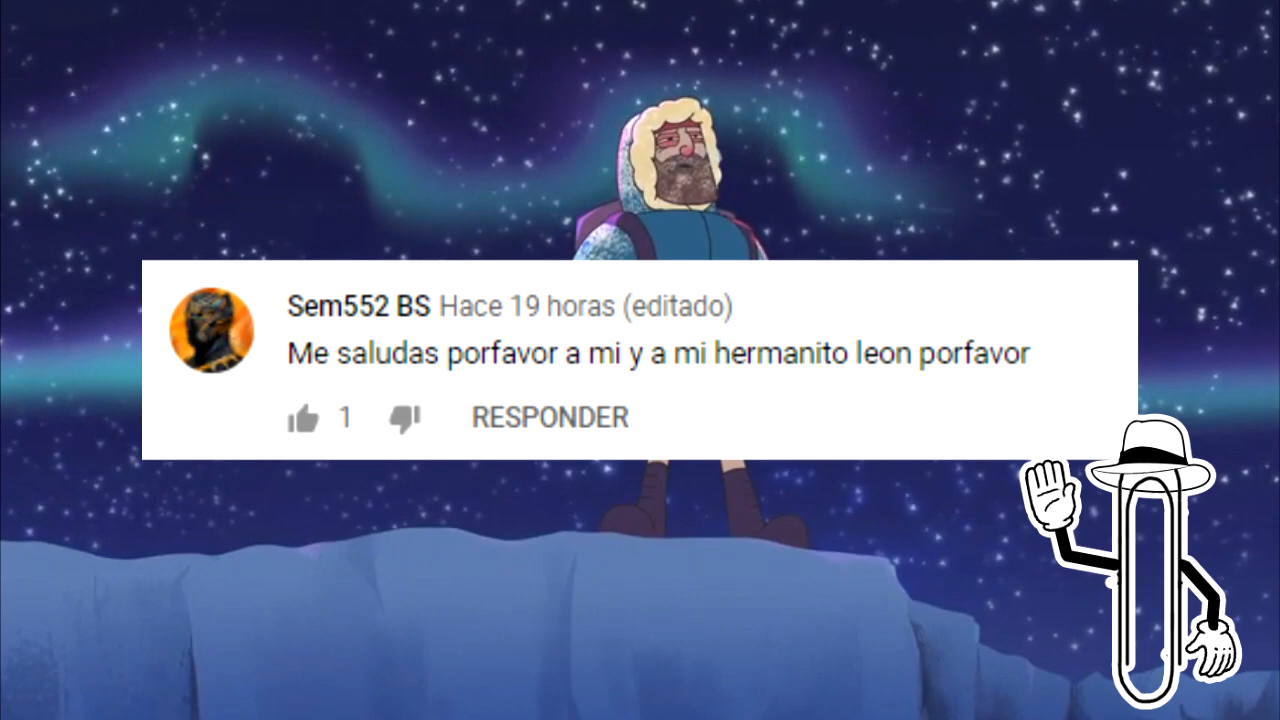 Sem552 BS Hace 19 horas (editado)
Me saludas porfavor a mi y a mi hermanito leon porfavor
1 RESPONDER